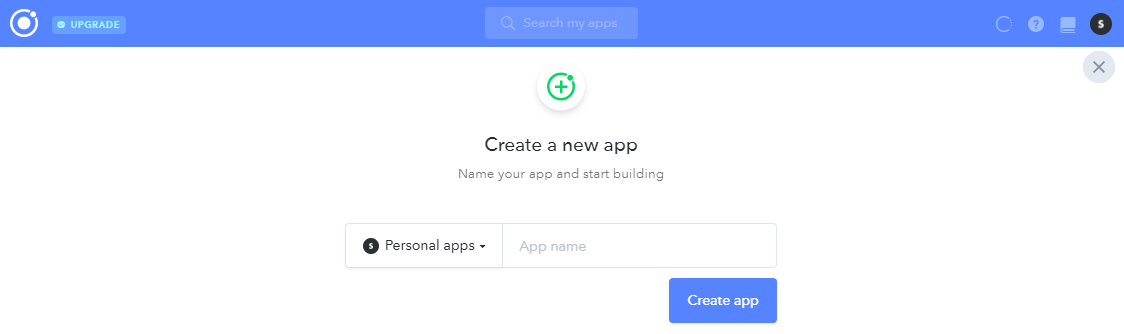 UPGRADE
Search my apps
?
S
Create a new app
Name your app and start building
S Personal apps
App name
Create app